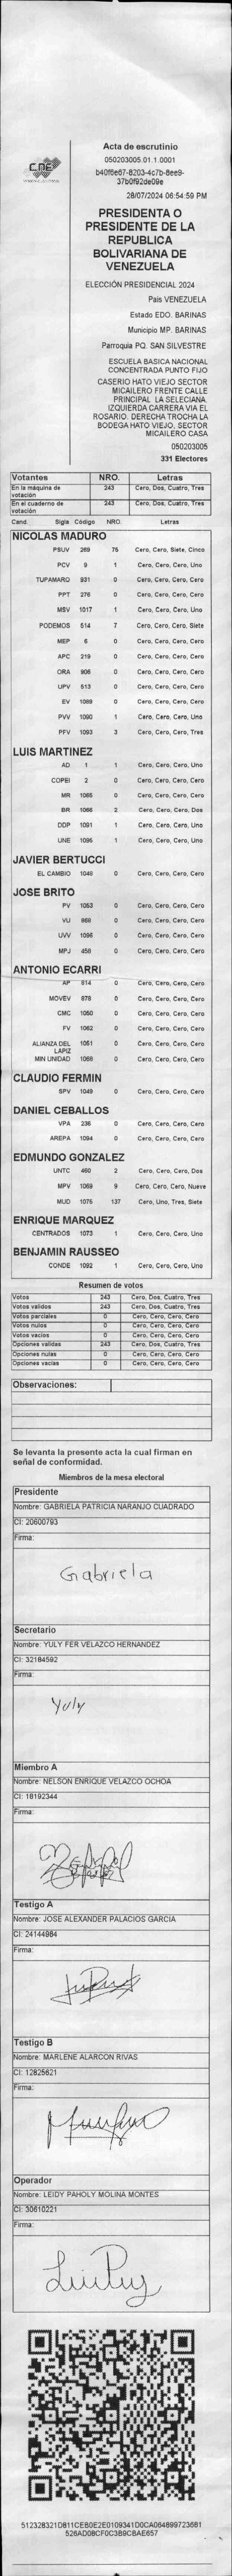 CNE
Acta de escrutinio
050203005.01.1.0001
b40f6e67-8203-4c7b-8ee9-
37b0f92de09e
28/07/2024 06:54:59 PM
PRESIDENTA O
PRESIDENTE DE LA
REPUBLICA
BOLIVARIANA DE
VENEZUELA
ELECCIÓN PRESIDENCIAL 2024
Pais VENEZUELA
Estado EDO. BARINAS
Municipio MP. BARINAS
Parroquia PQ. SAN SILVESTRE
ESCUELA BASICA NACIONAL
CONCENTRADA PUNTO FIJO
CASERIO HATO VIEJO SECTOR
MICAILERO FRENTE CALLE
PRINCIPAL LA SELECIANA.
IZQUIERDA CARRERA VIA EL
ROSARIO. DERECHA TROCHA LA
BODEGA HATO VIEJO, SECTOR
MICAILERO CASA
050203005
331 Electores
Votantes NRO. Letras
En la máquina de votación 243 Cero, Dos, Cuatro, Tres
En el cuaderno de votación 243 Cero, Dos, Cuatro, Tres
Cand. Sigla Código NRO. Letras
NICOLAS MADURO
PSUV 269 75 Cero, Cero, Siete, Cinco
PCV 9 1 Cero, Cero, Cero, Uno
TUPAMARO 931 0 Cero, Cero, Cero, Cero
PPT 276 0 Cero, Cero, Cero, Cero
MSV 1017 1 Cero, Cero, Cero, Uno
PODEMOS 514 7 Cero, Cero, Cero, Siete
MEP 6 0 Cero, Cero, Cero, Cero
APC 219 0 Cero, Cero, Cero, Cero
ORA 906 0 Cero, Cero, Cero, Cero
UPV 513 0 Cero, Cero, Cero, Cero
EV 1089 0 Cero, Cero, Cero, Cero
PVV 1090 1 Cero, Cero, Cero, Uno
PFV 1093 3 Cero, Cero, Cero, Tres
LUIS MARTINEZ
AD 1 1 Cero, Cero, Cero, Uno
COPEI 2 0 Cero, Cero, Cero, Cero
MR 1065 0 Cero, Cero, Cero, Cero
BR 1066 2 Cero, Cero, Cero, Dos
DDP 1091 1 Cero, Cero, Cero, Uno
UNE 1095 1 Cero, Cero, Cero, Uno
JAVIER BERTUCCI
EL CAMBIO 1048 0 Cero, Cero, Cero, Cero
JOSE BRITO
PV 1053 0 Cero, Cero, Cero, Cero
VU 868 0 Cero, Cero, Cero, Cero
UVV 1096 0 Cero, Cero, Cero, Cero
MPJ 458 0 Cero, Cero, Cero, Cero
ANTONIO ECARRI
AP 814 0 Cero, Cero, Cero, Cero
MOVEV 878 0 Cero, Cero, Cero, Cero
CMC 1050 0 Cero, Cero, Cero, Cero
FV 1062 0 Cero, Cero, Cero, Cero
ALIANZA DEL LAPIZ 1051 0 Cero, Cero, Cero, Cero
MIN UNIDAD 1068 0 Cero, Cero, Cero, Cero
CLAUDIO FERMIN
SPV 1049 0 Cero, Cero, Cero, Cero
DANIEL CEBALLOS
VPA 236 0 Cero, Cero, Cero, Cero
AREPA 1094 0 Cero, Cero, Cero, Cero
EDMUNDO GONZALEZ
UNTC 460 2 Cero, Cero, Cero, Dos
MPV 1069 9 Cero, Cero, Cero, Nueve
MUD 1075 137 Cero, Uno, Tres, Siete
ENRIQUE MARQUEZ
CENTRADOS 1073 1 Cero, Cero, Cero, Uno
BENJAMIN RAUSSEO
CONDE 1092 1 Cero, Cero, Cero, Uno
Resumen de votos
Votos 243 Cero, Dos, Cuatro, Tres
Votos validos 243 Cero, Dos, Cuatro, Tres
Votos parciales 0 Cero, Cero, Cero, Cero
Votos nulos 0 Cero, Cero, Cero, Cero
Votos vacios 0 Cero, Cero, Cero, Cero
Opciones validas 243 Cero, Dos, Cuatro, Tres
Opciones nulas 0 Cero, Cero, Cero, Cero
Opciones vacias 0 Cero, Cero, Cero, Cero
Observaciones:
Se levanta la presente acta la cual firman en
señal de conformidad.
Miembros de la mesa electoral
Presidente
Nombre: GABRIELA PATRICIA NARANJO CUADRADO
CI: 20600793
Firma:
Gabriela
Secretario
Nombre: YULY FER VELAZCO HERNANDEZ
CI: 32184592
Firma:
Yuly
Miembro A
Nombre: NELSON ENRIQUE VELAZCO OCHOA
CI: 18192344
Firma:
Testigo A
Nombre: JOSE ALEXANDER PALACIOS GARCIA
CI: 24144984
Firma:
Testigo B
Nombre: MARLENE ALARCON RIVAS
CI: 12825621
Firma:
Operador
Nombre: LEIDY PAHOLY MOLINA MONTES
CI: 30610221
Firma:
512328321D811CEB0E2E0109341D0CA064899723681
526AD08CF0C3B9CBAE657